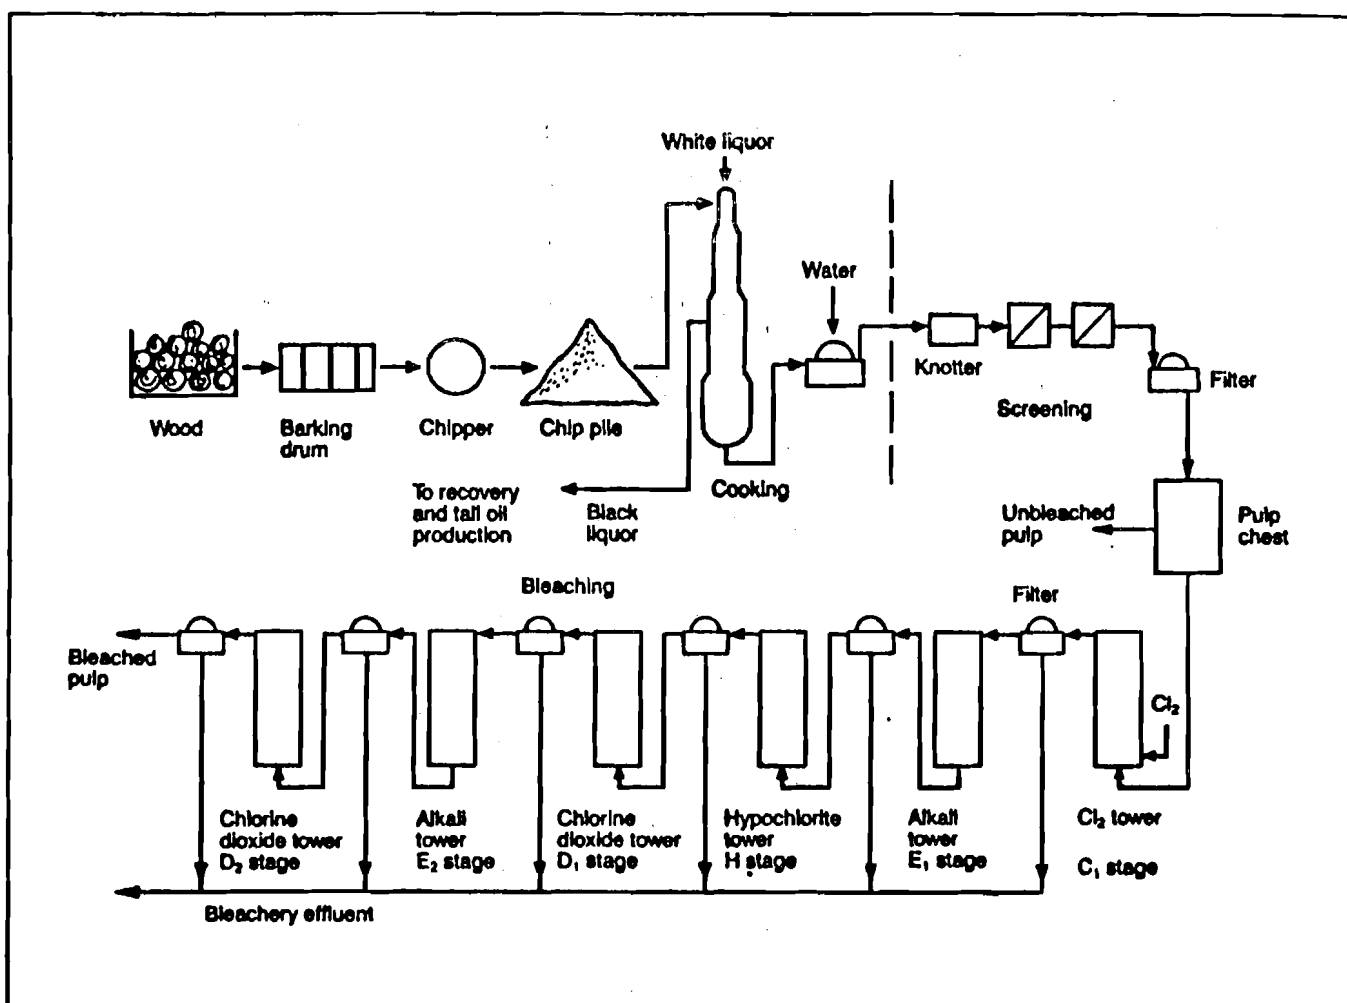 White liquor
Water
Knotter
Screening
Filter
Wood
Barking
drum
Chipper
Chip pile
Cooking
To recovery
and tall oil
production
Black
liquor
Unbleached
pulp
Pulp
chest
Bleaching
Filter
Bleached
pulp
Cl₂
Chlorine
dioxide tower
D₂ stage
Alkali
tower
E₂ stage
Chlorine
dioxide tower
D₁ stage
Hypochlorite
tower
H stage
Alkali
tower
E₁ stage
Cl₂ tower
C₁ stage
Bleachery effluent